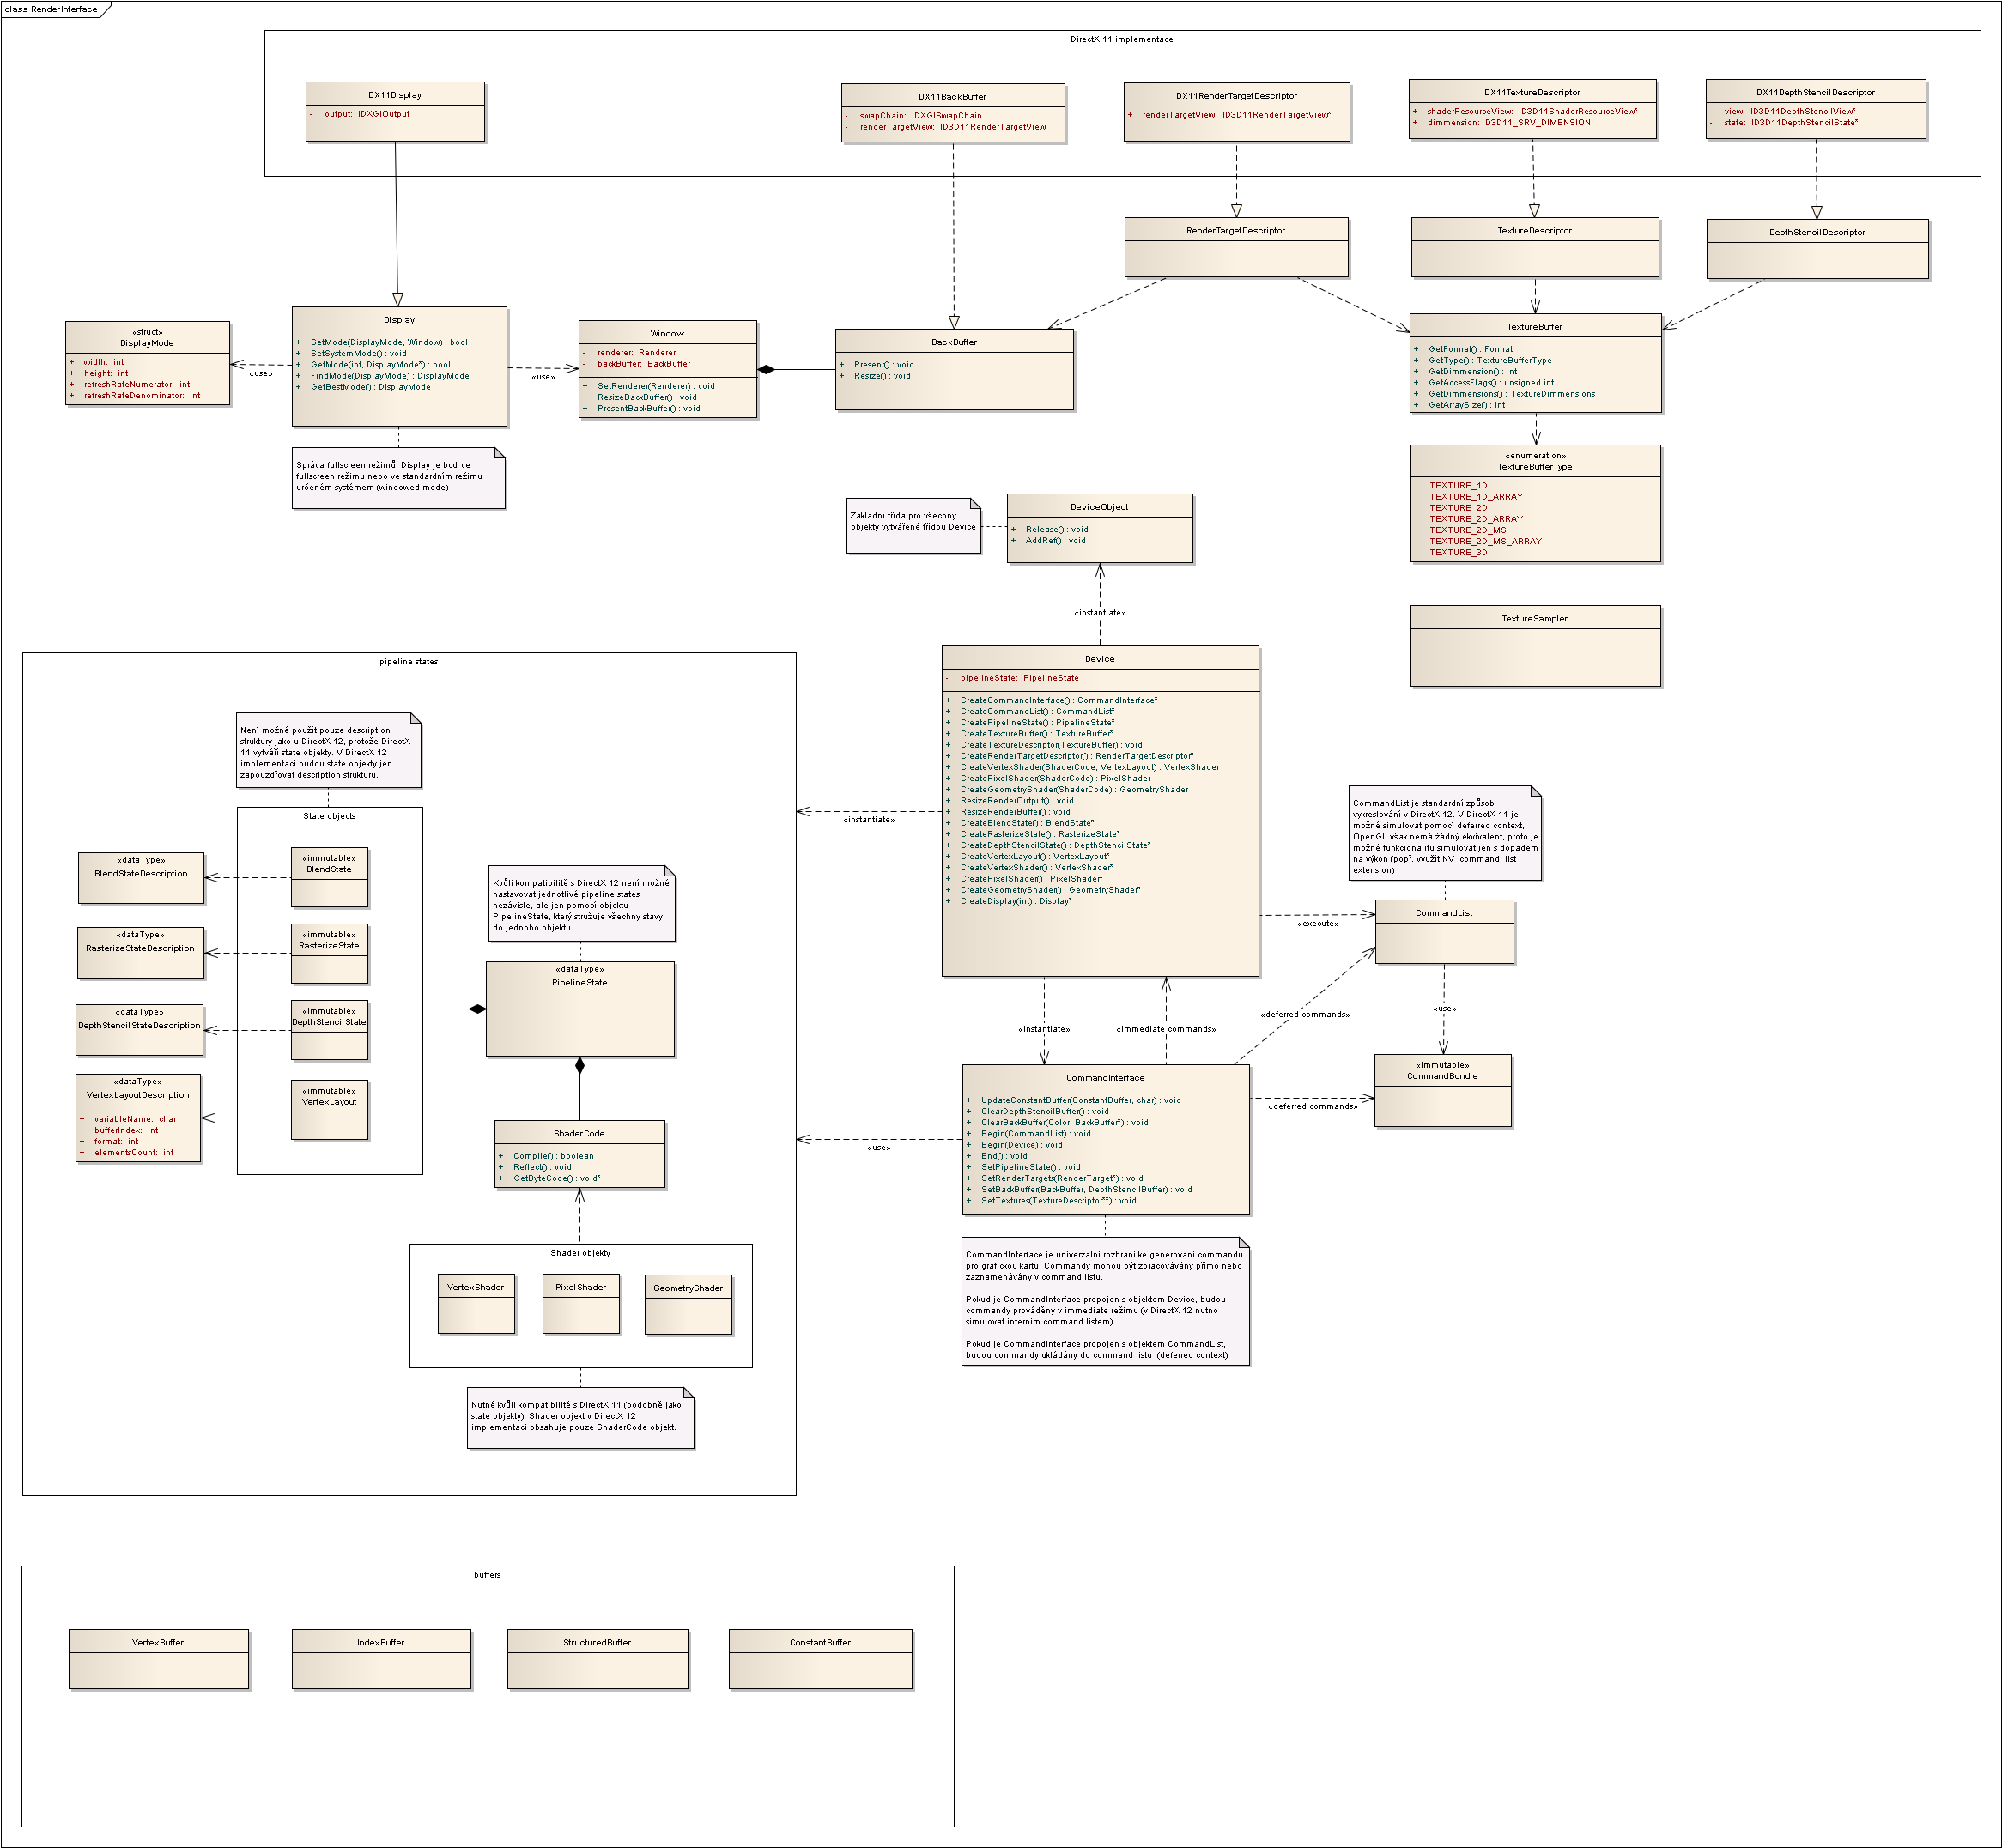 class RenderInterface
DirectX 11 implementace
DX11Display
- output: IDXGIOutput
DX11BackBuffer
- swapChain: IDXGISwapChain
- renderTargetView: ID3D11RenderTargetView
DX11RenderTargetDescriptor
+ renderTargetView: ID3D11RenderTargetView*
DX11TextureDescriptor
+ shaderResourceView: ID3D11ShaderResourceView*
+ dimmension: D3D11_SRV_DIMENSION
DX11DepthStencilDescriptor
- view: ID3D11DepthStencilView*
- state: ID3D11DepthStencilState*
RenderTargetDescriptor
TextureDescriptor
DepthStencilDescriptor
«struct»
DisplayMode
+ width: int
+ height: int
+ refreshRateNumerator: int
+ refreshRateDenominator: int
«use»
Display
+ SetMode(DisplayMode, Window) : bool
+ SetSystemMode() : void
+ GetMode(int, DisplayMode*) : bool
+ FindMode(DisplayMode) : DisplayMode
+ GetBestMode() : DisplayMode
«use»
Window
- renderer: Renderer
- backBuffer: BackBuffer
+ SetRenderer(Renderer) : void
+ ResizeBackBuffer() : void
+ PresentBackBuffer() : void
BackBuffer
+ Presenr() : void
+ Resize() : void
TextureBuffer
+ GetFormat() : Format
+ GetType() : TextureBufferType
+ GetDimmension() : int
+ GetAccessFlags() : unsigned int
+ GetDimmensions() : TextureDimmensions
+ GetArraySize() : int
Správa fullscreen režimů. Display je buď ve
fullscreen režimu nebo ve standardním režimu
určeném systémem (windowed mode)
«enumeration»
TextureBufferType
TEXTURE_1D
TEXTURE_1D_ARRAY
TEXTURE_2D
TEXTURE_2D_ARRAY
TEXTURE_2D_MS
TEXTURE_2D_MS_ARRAY
TEXTURE_3D
Základní třída pro všechny
objekty vytvářené třídou Device
DeviceObject
+ Release() : void
+ AddRef() : void
«instantiate»
TextureSampler
Device
- pipelineState: PipelineState
+ CreateCommandInterface() : CommandInterface*
+ CreateCommandList() : CommandList*
+ CreatePipelineState() : PipelineState*
+ CreateTextureBuffer() : TextureBuffer*
+ CreateTextureDescriptor(TextureBuffer) : void
+ CreateRenderTargetDescriptor() : RenderTargetDescriptor*
+ CreateVertexShader(ShaderCode, VertexLayout) : VertexShader
+ CreatePixelShader(ShaderCode) : PixelShader
+ CreateGeometryShader(ShaderCode) : GeometryShader
+ ResizeRenderOutput() : void
+ ResizeRenderBuffer() : void
+ CreateBlendState() : BlendState*
+ CreateRasterizeState() : RasterizeState*
+ CreateDepthStencilState() : DepthStencilState*
+ CreateVertexLayout() : VertexLayout*
+ CreateVertexShader() : VertexShader*
+ CreatePixelShader() : PixelShader*
+ CreateGeometryShader() : GeometryShader*
+ CreateDisplay(int) : Display*
pipeline states
Není možné použít pouze description
struktury jako u DirectX 12, protože DirectX
11 vytváří state objekty. V DirectX 12
implementaci budou state objekty jen
zapouzdřovat description strukturu.
State objects
«dataType»
BlendStateDescription
«immutable»
BlendState
«dataType»
RasterizeStateDescription
«immutable»
RasterizeState
«dataType»
DepthStencilStateDescription
«immutable»
DepthStencilState
«dataType»
VertexLayoutDescription
+ variableName: char
+ bufferIndex: int
+ format: int
+ elementsCount: int
«immutable»
VertexLayout
Kvůli kompatibilitě s DirectX 12 není možné
nastavovat jednotlivé pipeline states
nezávisle, ale jen pomocí objektu
PipelineState, který stružuje všechny stavy
do jednoho objektu.
«dataType»
PipelineState
ShaderCode
+ Compile() : boolean
+ Reflect() : void
+ GetByteCode() : void*
Shader objekty
VertexShader
PixelShader
GeometryShader
Nutné kvůli kompatibilitě s DirectX 11 (podobně jako
state objekty). Shader objekt v DirectX 12
implementaci obsahuje pouze ShaderCode objekt.
«instantiate»
«use»
«instantiate»
«immediate commands»
«execute»
«deferred commands»
«deferred commands»
CommandList je standardní způsob
vykreslování v DirectX 12. V DirectX 11 je
možné simulovat pomocí deferred context,
OpenGL však nemá žádný ekvivalent, proto je
možné funkcionalitu simulovat jen s dopadem
na výkon (popř. využít NV_command_list
extension)
CommandList
«use»
«immutable»
CommandBundle
CommandInterface
+ UpdateConstantBuffer(ConstantBuffer, char) : void
+ ClearDepthStencilBuffer() : void
+ ClearBackBuffer(Color, BackBuffer*) : void
+ Begin(CommandList) : void
+ Begin(Device) : void
+ End() : void
+ SetPipelineState() : void
+ SetRenderTargets(RenderTarget*) : void
+ SetBackBuffer(BackBuffer, DepthStencilBuffer) : void
+ SetTextures(TextureDescriptor**) : void
CommandInterface je univerzalni rozhrani ke generovani commandu
pro grafickou kartu. Commandy mohou být zpracovávány přímo nebo
zaznamenávány v command listu.
Pokud je CommandInterface propojen s objektem Device, budou
commandy prováděny v immediate režimu (v DirectX 12 nutno
simulovat internim command listem).
Pokud je CommandInterface propojen s objektem CommandList,
budou commandy ukládány do command listu (deferred context)
buffers
VertexBuffer
IndexBuffer
StructuredBuffer
ConstantBuffer